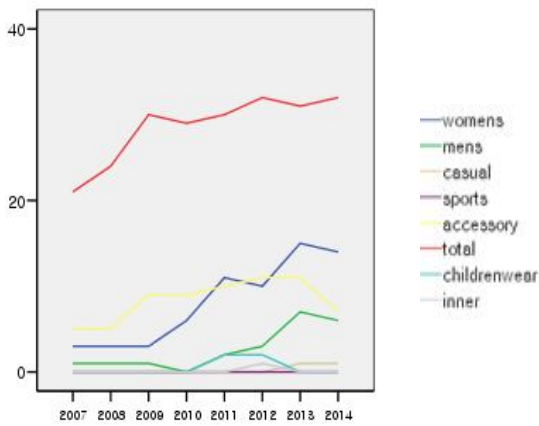 40
20
0
2007 2008 2009 2010 2011 2012 2013 2014
womens
mens
casual
sports
accessory
total
childrenwear
inner